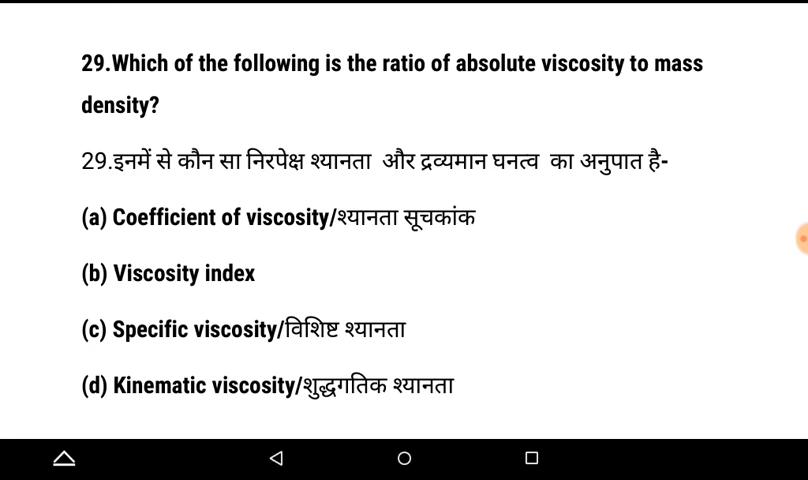 29.Which of the following is the ratio of absolute viscosity to mass
density?
29.इनमें से कौन सा निरपेक्ष श्यानता और द्रव्यमान घनत्व का अनुपात है-
(a) Coefficient of viscosity/श्यानता सूचकांक
(b) Viscosity index
(c) Specific viscosity/विशिष्ट श्यानता
(d) Kinematic viscosity/शुद्धगतिक श्यानता